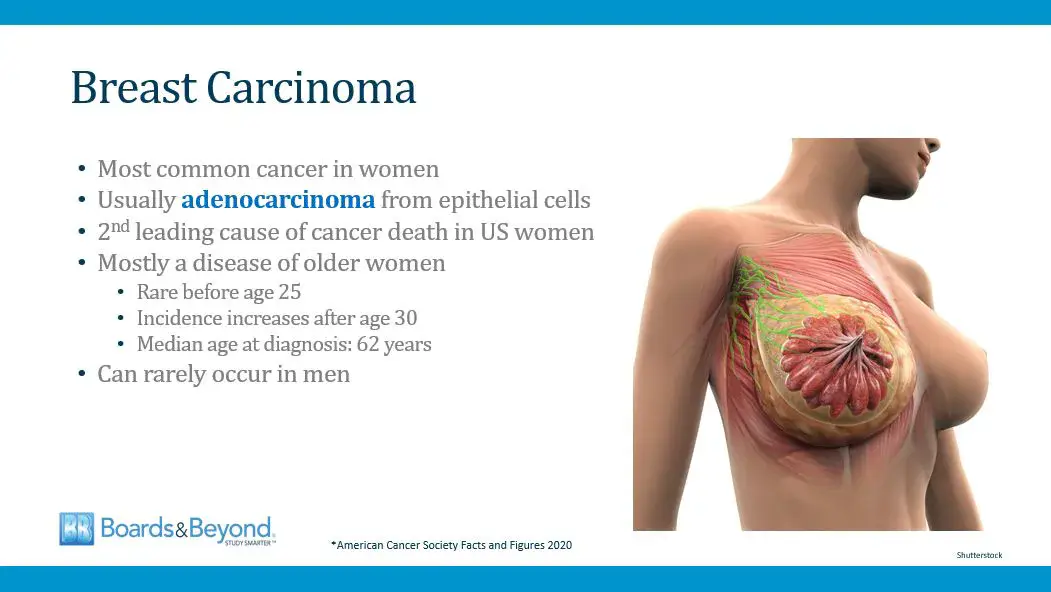 Breast Carcinoma
• Most common cancer in women
• Usually adenocarcinoma from epithelial cells
• 2nd leading cause of cancer death in US women
• Mostly a disease of older women
• Rare before age 25
• Incidence increases after age 30
• Median age at diagnosis: 62 years
• Can rarely occur in men
BB Boards&Beyond.
STUDY SMARTER™
*American Cancer Society Facts and Figures 2020
Shutterstock